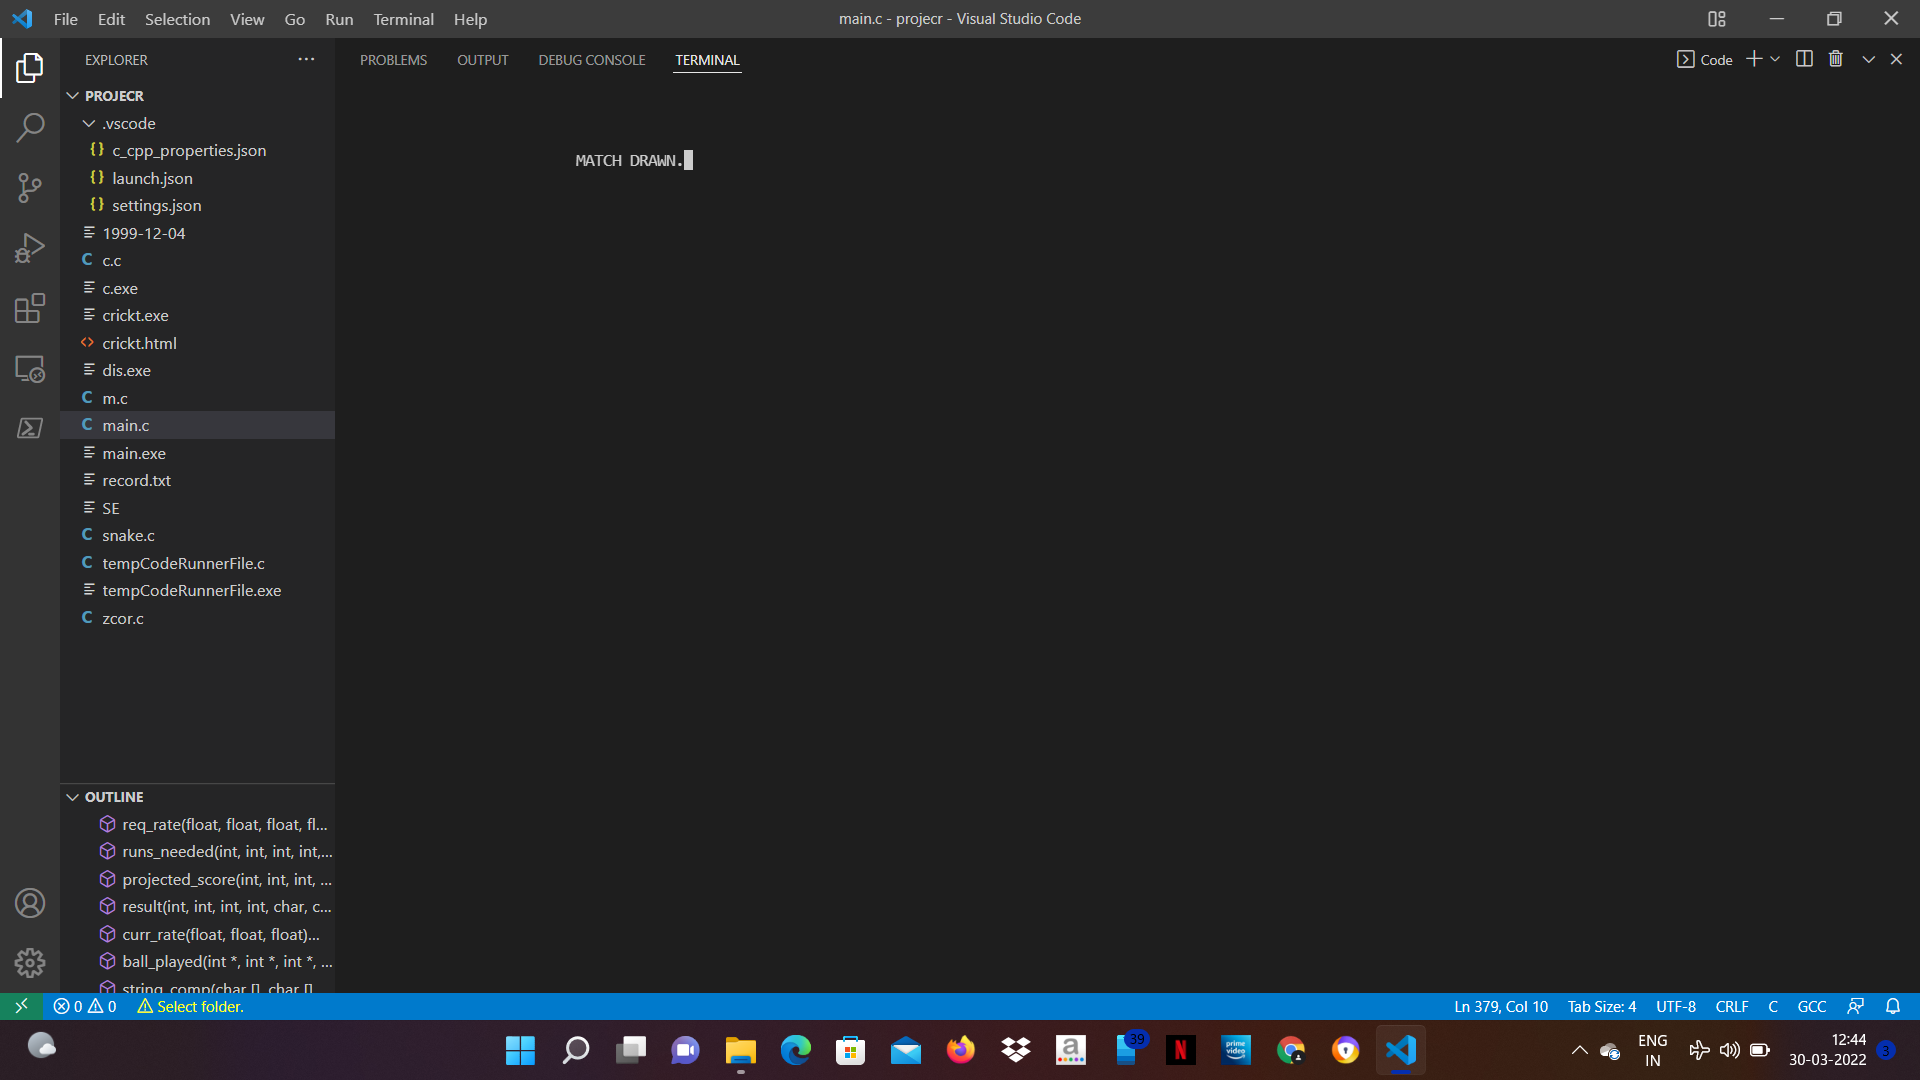 File Edit Selection View Go Run Terminal Help
main.c - projecr - Visual Studio Code
EXPLORER
PROJECR
.vscode
{} c_cpp_properties.json
{} launch.json
{} settings.json
1999-12-04
C c.c
c.exe
crickt.exe
<> crickt.html
dis.exe
C m.c
C main.c
main.exe
record.txt
SE
C snake.c
C tempCodeRunnerFile.c
tempCodeRunnerFile.exe
C zcor.c
OUTLINE
req_rate(float, float, float, fl...
runs_needed(int, int, int, int,...
projected_score(int, int, int, ...
result(int, int, int, int, char, c...
curr_rate(float, float, float)...
ball_played(int *, int *, int *, ...
string_comp(char [], char []
PROBLEMS OUTPUT DEBUG CONSOLE TERMINAL
Code
MATCH DRAWN.
0 0 Select folder.
Ln 379, Col 10 Tab Size: 4 UTF-8 CRLF C GCC
a
39
N
prime video
ENG
IN
12:44
30-03-2022
3